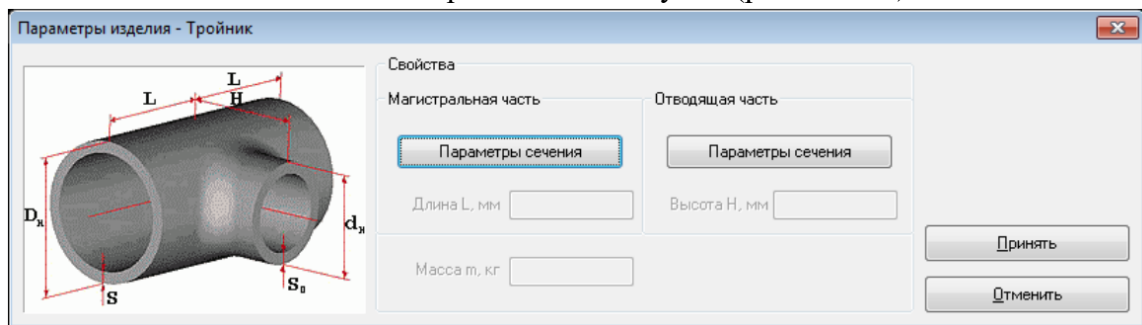 Параметры изделия - Тройник
L
L
H
Dн
dн
S
S0
Свойства
Магистральная часть
Отводящая часть
Параметры сечения
Параметры сечения
Длина L, мм
Высота H, мм
Масса m, кг
Принять
Отменить